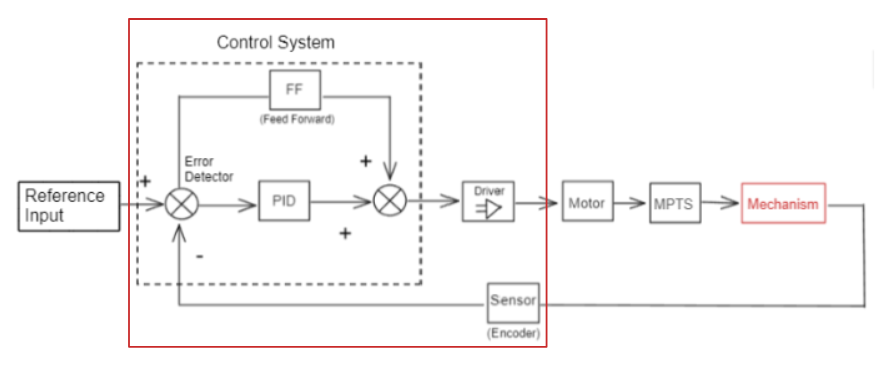 Control System
FF
(Feed Forward)
+
Error
Detector
+
Reference
Input
PID
+
-
Driver
Motor
MPTS
Mechanism
Sensor
(Encoder)